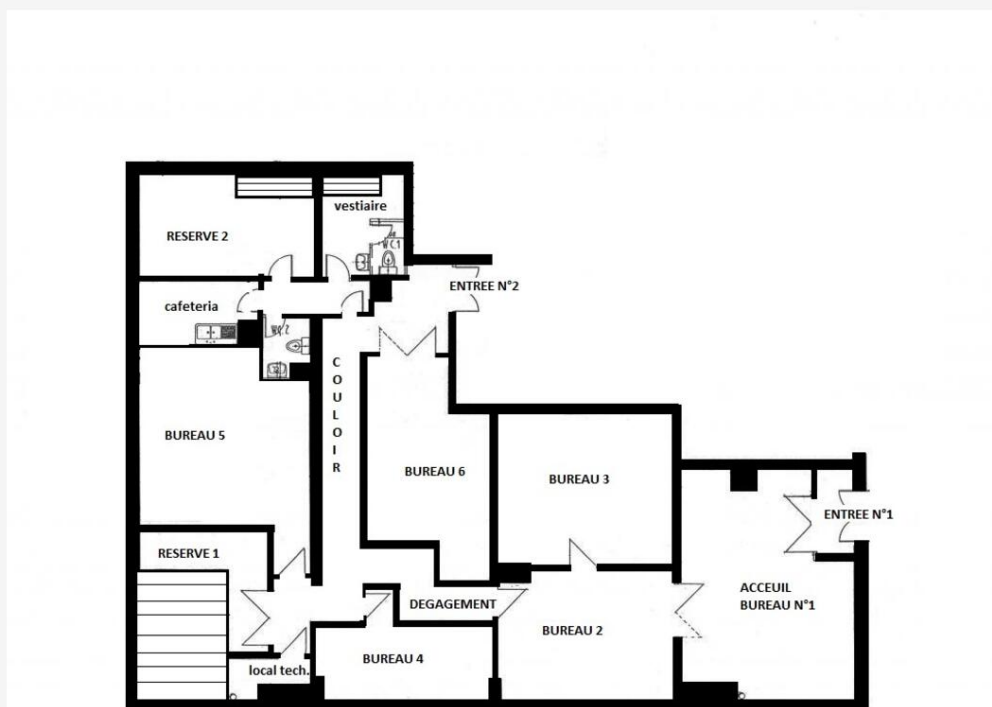 vestiaire
RESERVE 2
W C.1
ENTREE N°2
cafeteria
WC.2
COULOIR
BUREAU 5
BUREAU 6
BUREAU 3
ENTREE N°1
RESERVE 1
ACCEUIL
BUREAU N°1
DEGAGEMENT
BUREAU 2
BUREAU 4
local tech.